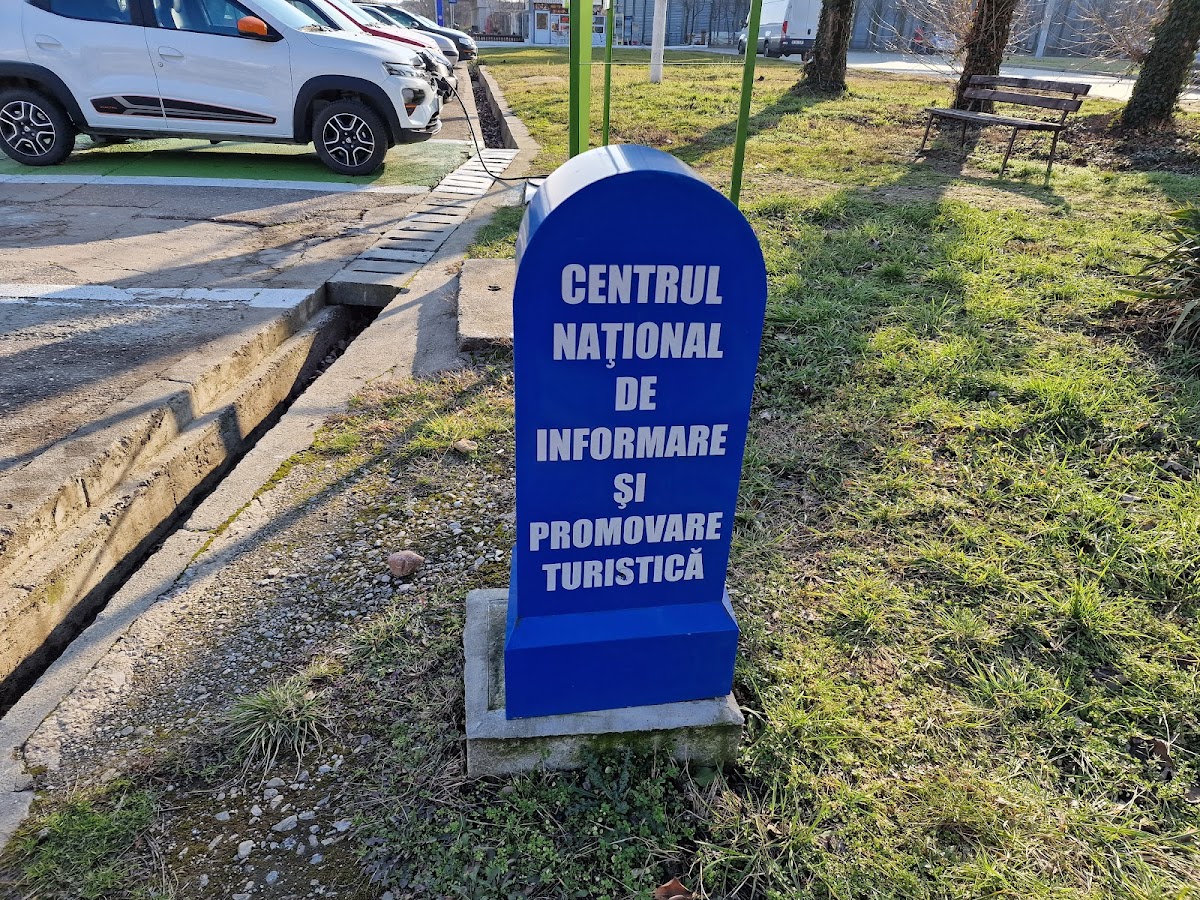 CENTRUL
NAŢIONAL
DE
INFORMARE
ŞI
PROMOVARE
TURISTICĂ